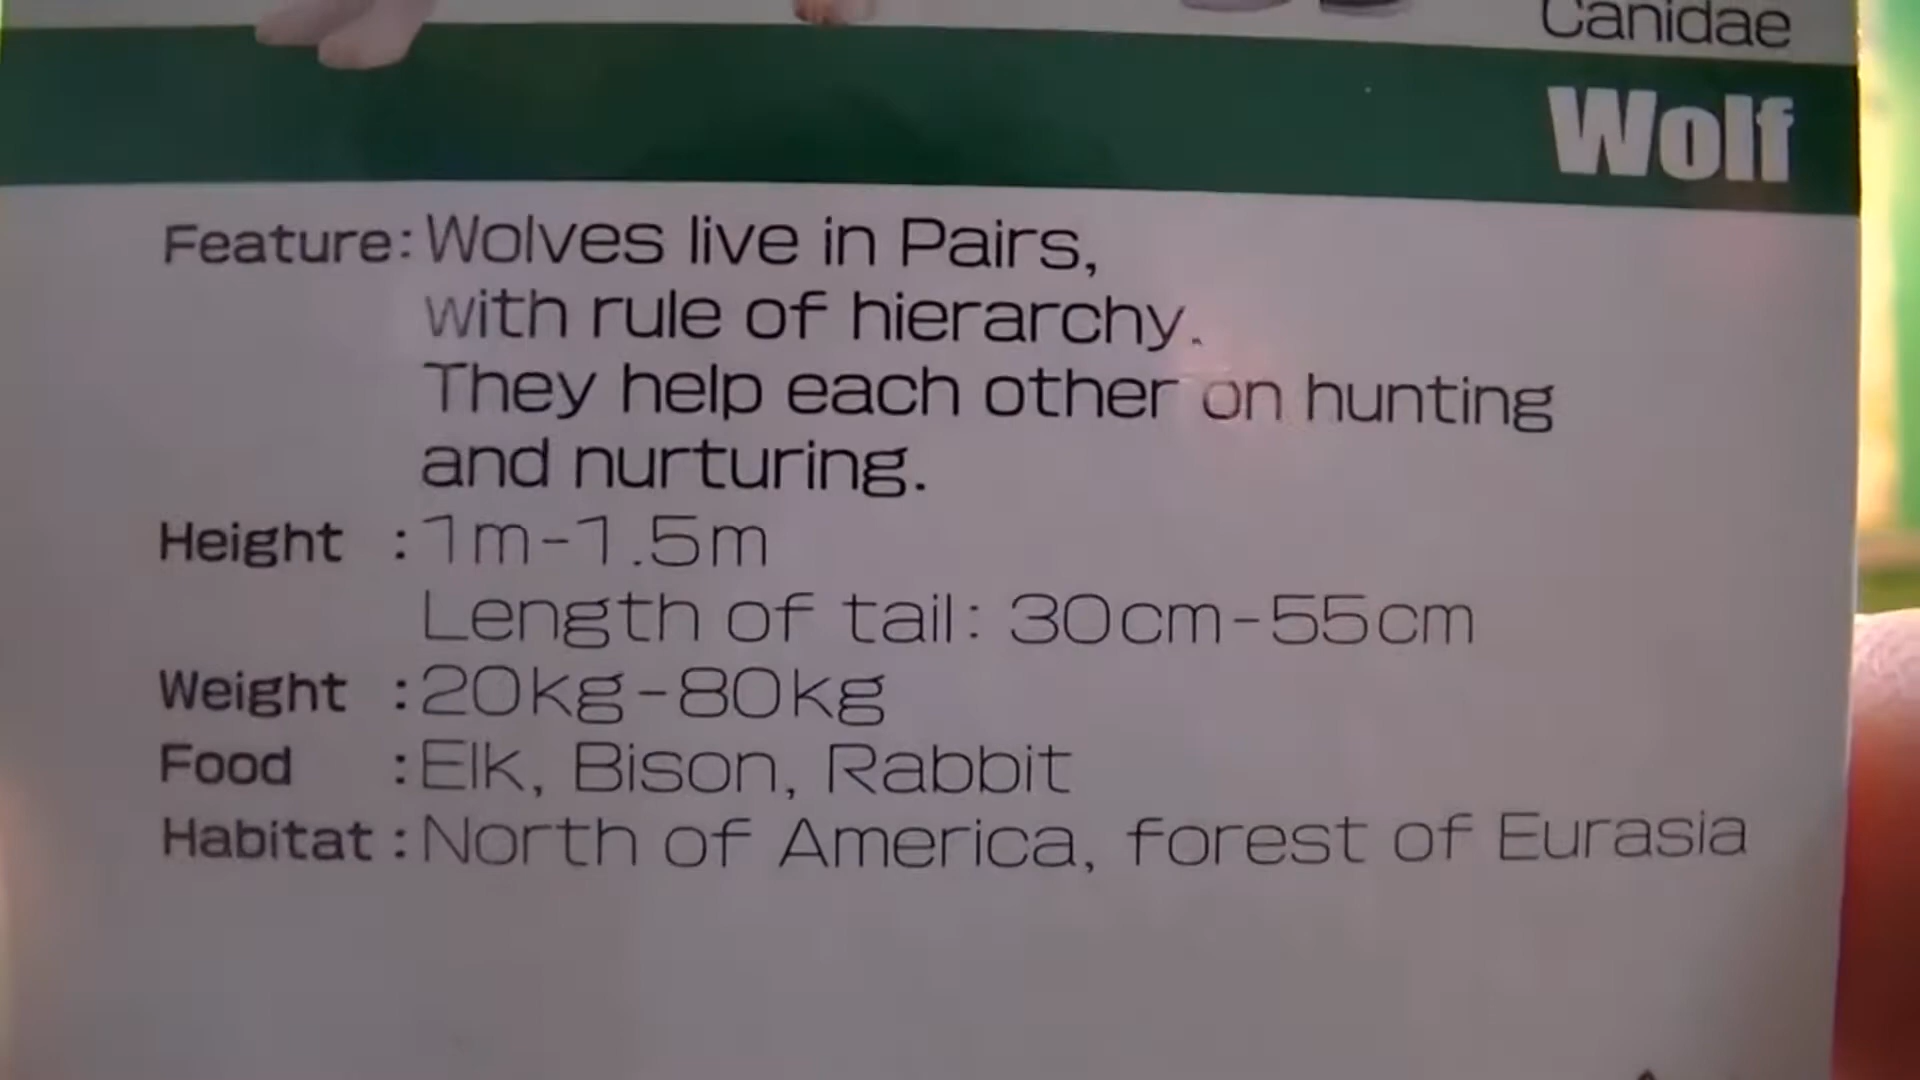 Canidae
Wolf
Feature: Wolves live in Pairs,
with rule of hierarchy.
They help each other on hunting
and nurturing.
Height : 1m-1.5m
Length of tail: 30cm-55cm
Weight : 20kg-80kg
Food : Elk, Bison, Rabbit
Habitat : North of America, forest of Eurasia